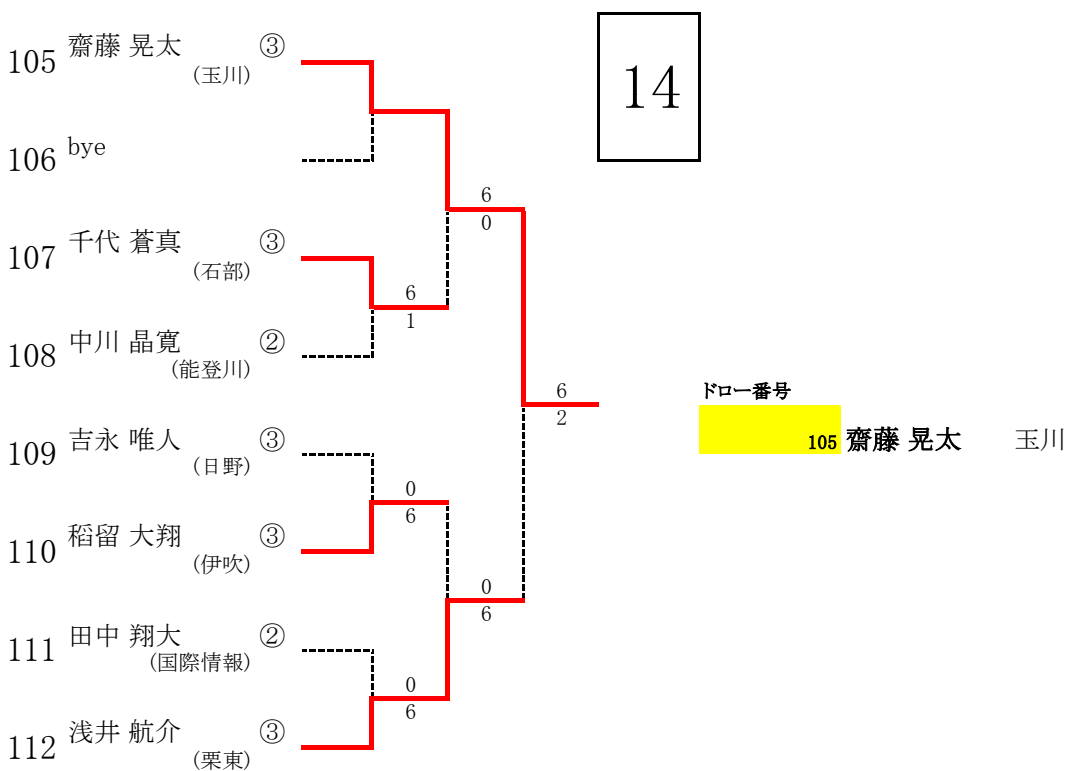 14
105 齋藤 晃太 ③
(玉川)
106 bye
6
0
107 千代 蒼真 ③
(石部)
6
1
108 中川 晶寛 ②
(能登川)
6
2
ドロー番号
105 齋藤 晃太 玉川
109 吉永 唯人 ③
(日野)
0
6
110 稻留 大翔 ③
(伊吹)
0
6
111 田中 翔大 ②
(国際情報)
0
6
112 浅井 航介 ③
(栗東)